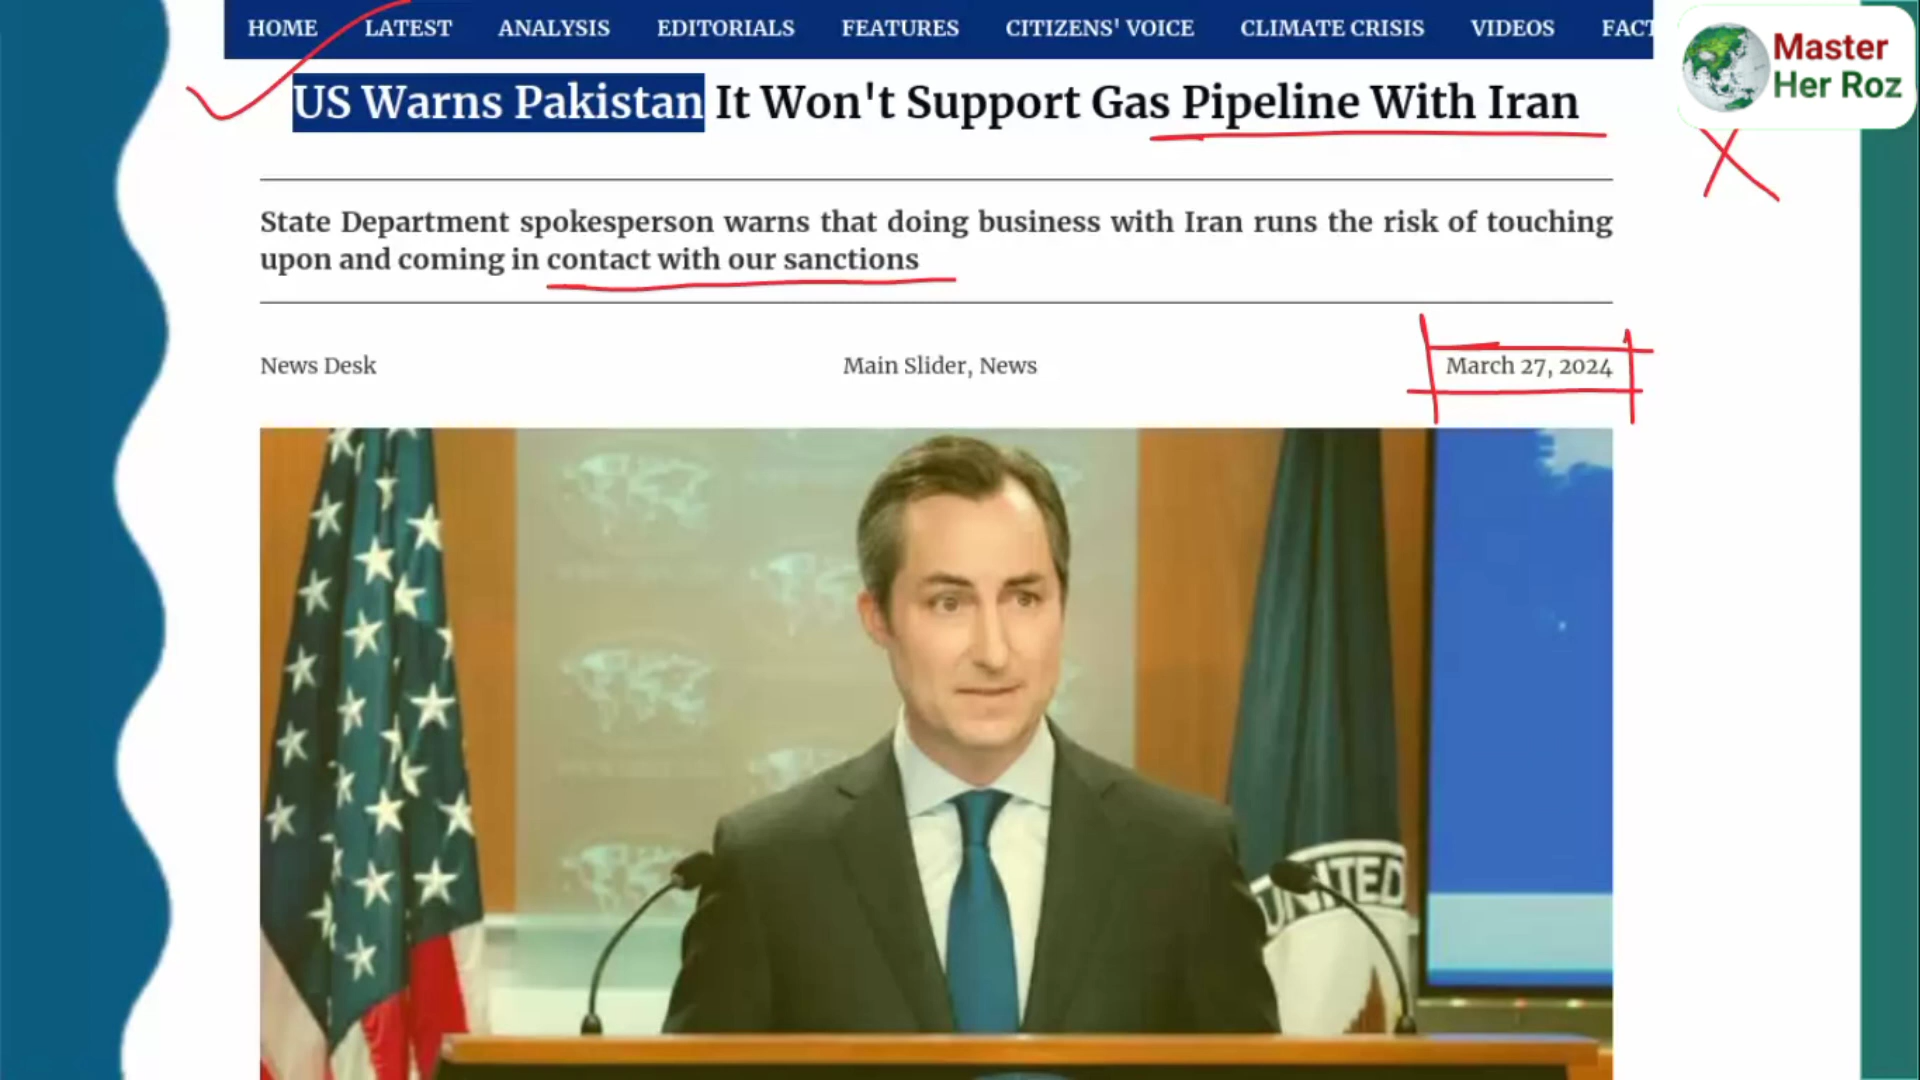 HOME LATEST ANALYSIS EDITORIALS FEATURES CITIZENS' VOICE CLIMATE CRISIS VIDEOS
Master
Her Roz
US Warns Pakistan It Won't Support Gas Pipeline With Iran
State Department spokesperson warns that doing business with Iran runs the risk of touching
upon and coming in contact with our sanctions
News Desk Main Slider, News March 27, 2024
UNITED